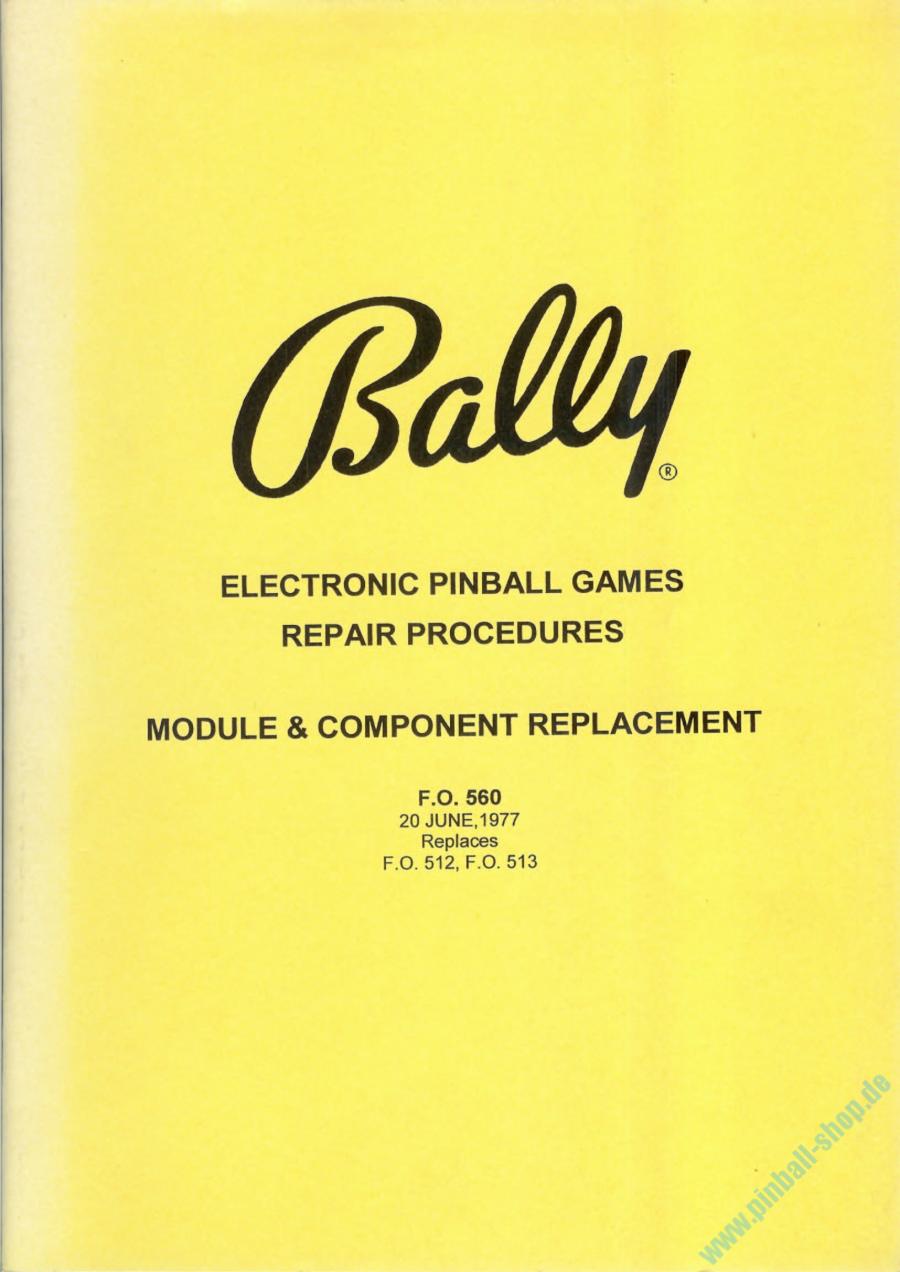 Bally®
ELECTRONIC PINBALL GAMES
REPAIR PROCEDURES
MODULE & COMPONENT REPLACEMENT
F.O. 560
20 JUNE,1977
Replaces
F.O. 512, F.O. 513
www.pinball-shop.de